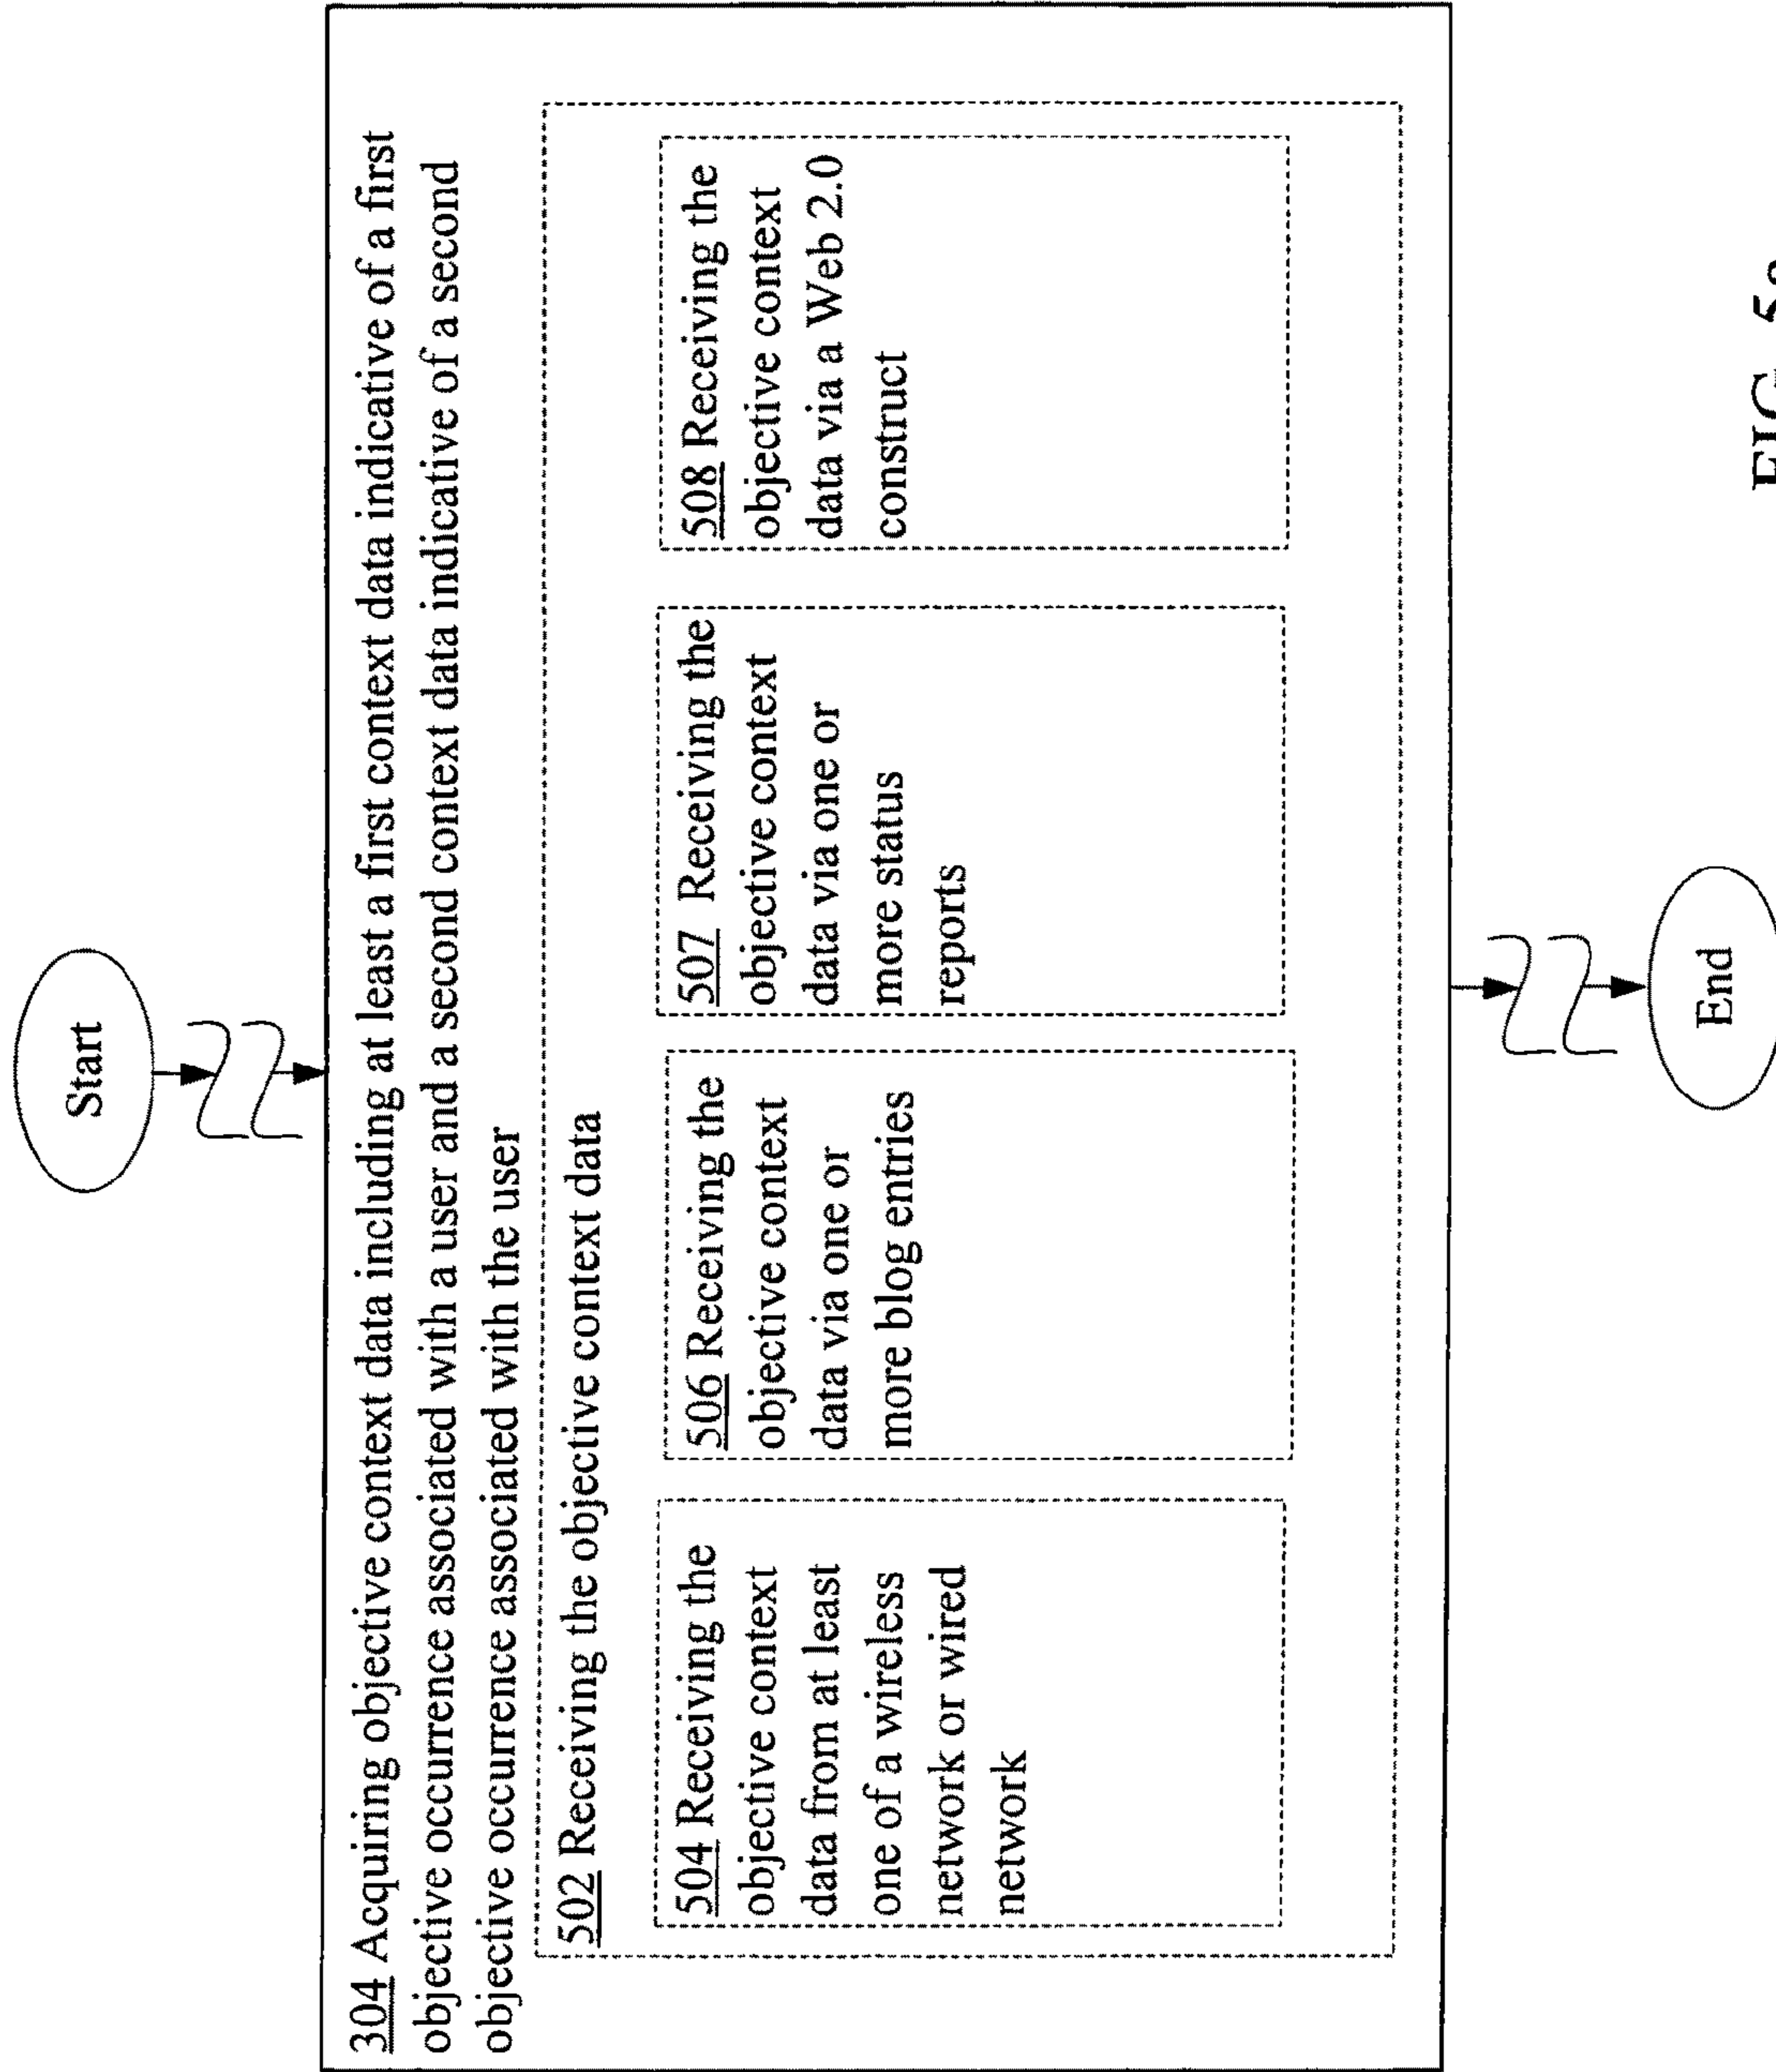 Start
304 Acquiring objective context data including at least a first context data indicative of a first
objective occurrence associated with a user and a second context data indicative of a second
objective occurrence associated with the user
502 Receiving the objective context data
504 Receiving the
objective context
data from at least
one of a wireless
network or wired
network
506 Receiving the
objective context
data via one or
more blog entries
507 Receiving the
objective context
data via one or
more status
reports
508 Receiving the
objective context
data via a Web 2.0
construct
End
FIG. 5a